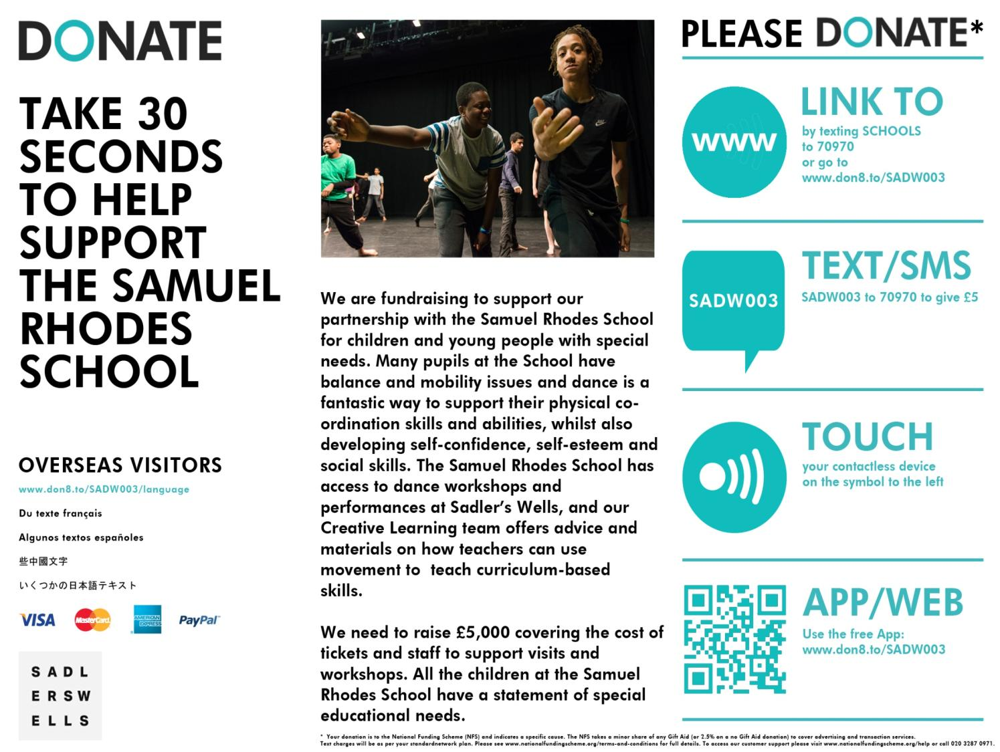 DONATE
TAKE 30
SECONDS
TO HELP
SUPPORT
THE SAMUEL
RHODES
SCHOOL
OVERSEAS VISITORS
www.don8.to/SADW003/language
Du texte français
Algunos textos españoles
些中國文字
いくつかの日本語テキスト
VISA MasterCard AMERICAN EXPRESS PayPal™
SADL
ERSW
ELLS
We are fundraising to support our
partnership with the Samuel Rhodes School
for children and young people with special
needs. Many pupils at the School have
balance and mobility issues and dance is a
fantastic way to support their physical co-
ordination skills and abilities, whilst also
developing self-confidence, self-esteem and
social skills. The Samuel Rhodes School has
access to dance workshops and
performances at Sadler’s Wells, and our
Creative Learning team offers advice and
materials on how teachers can use
movement to  teach curriculum-based
skills.
We need to raise £5,000 covering the cost of
tickets and staff to support visits and
workshops. All the children at the Samuel
Rhodes School have a statement of special
educational needs.
PLEASE DONATE*
www
LINK TO
by texting SCHOOLS
to 70970
or go to
www.don8.to/SADW003
SADW003
TEXT/SMS
SADW003 to 70970 to give £5
TOUCH
your contactless device
on the symbol to the left
APP/WEB
Use the free App:
www.don8.to/SADW003
* Your donation is to the National Funding Scheme (NFS) and indicates a specific cause. The NFS takes a minor share of any Gift Aid (or 2.5% on a no Gift Aid donation) to cover advertising and transaction services.
Text charges will be as per your standardnetwork plan. Please see www.nationalfundingscheme.org/terms-and-conditions for full details. To access our customer support please visit www.nationalfundingscheme.org/help or call 020 3287 0971.